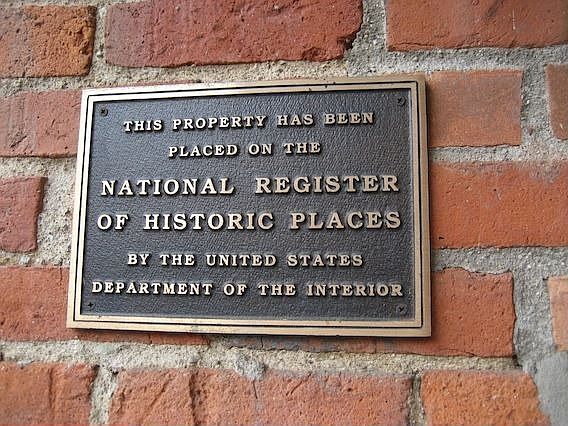 THIS PROPERTY HAS BEEN
PLACED ON THE
NATIONAL REGISTER
OF HISTORIC PLACES
BY THE UNITED STATES
DEPARTMENT OF THE INTERIOR